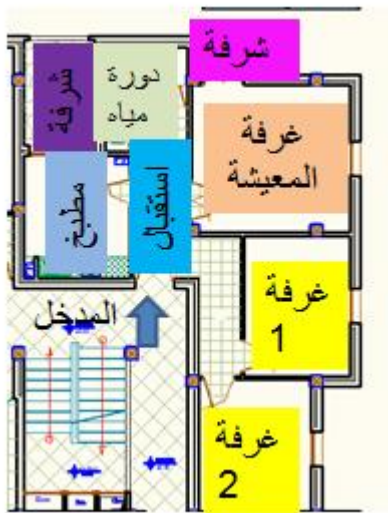 شرفة
شرفة
دورة
مياه
غرفة
المعيشة
مطبخ
استقبال
المدخل
غرفة
1
غرفة
2